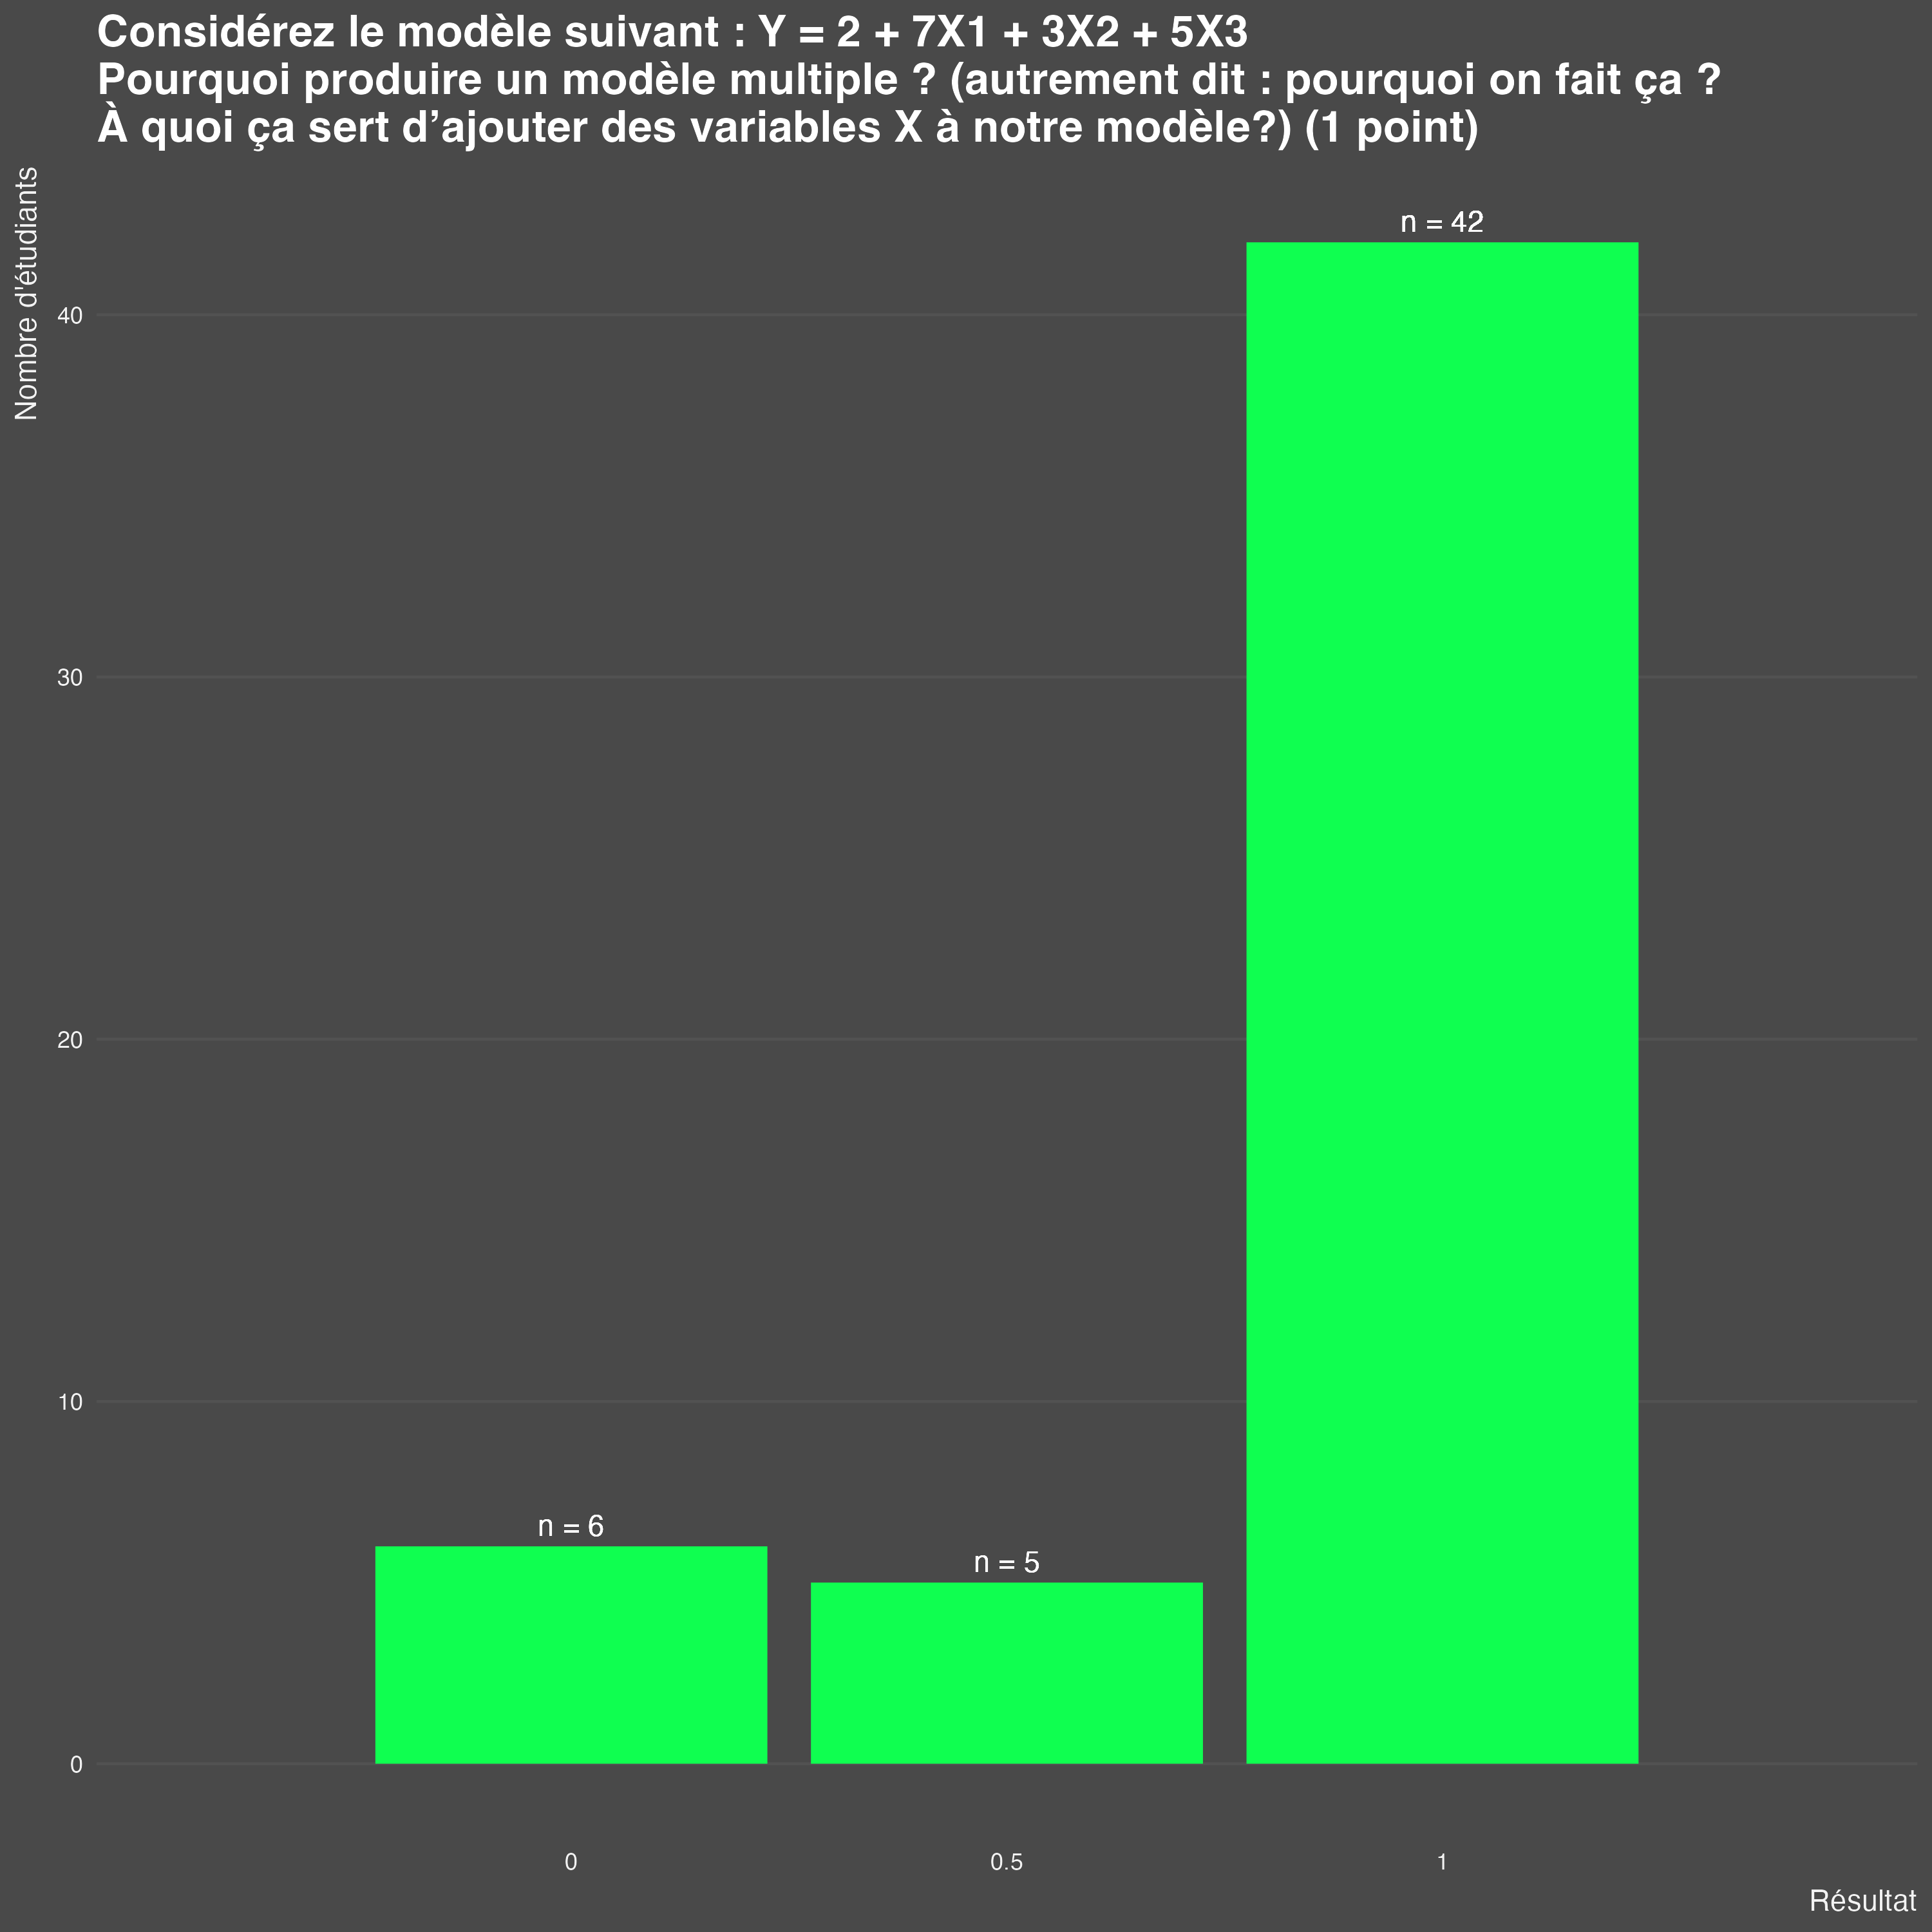 Considérez le modèle suivant : Y = 2 + 7X1 + 3X2 + 5X3
Pourquoi produire un modèle multiple ? (autrement dit : pourquoi on fait ça ?
À quoi ça sert d’ajouter des variables X à notre modèle?) (1 point)
Nombre d'étudiants
n = 42
40
30
20
10
n = 6
n = 5
0
0
0.5
1
Résultat